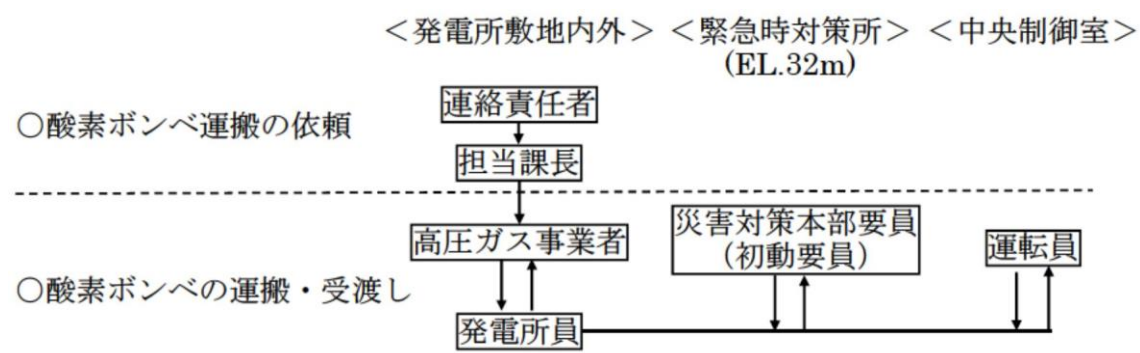 ＜発電所敷地内外＞ ＜緊急時対策所＞ ＜中央制御室＞
(EL.32m)
連絡責任者
○酸素ボンベ運搬の依頼
担当課長
高圧ガス事業者
災害対策本部要員
（初動要員）
運転員
○酸素ボンベの運搬・受渡し
発電所員